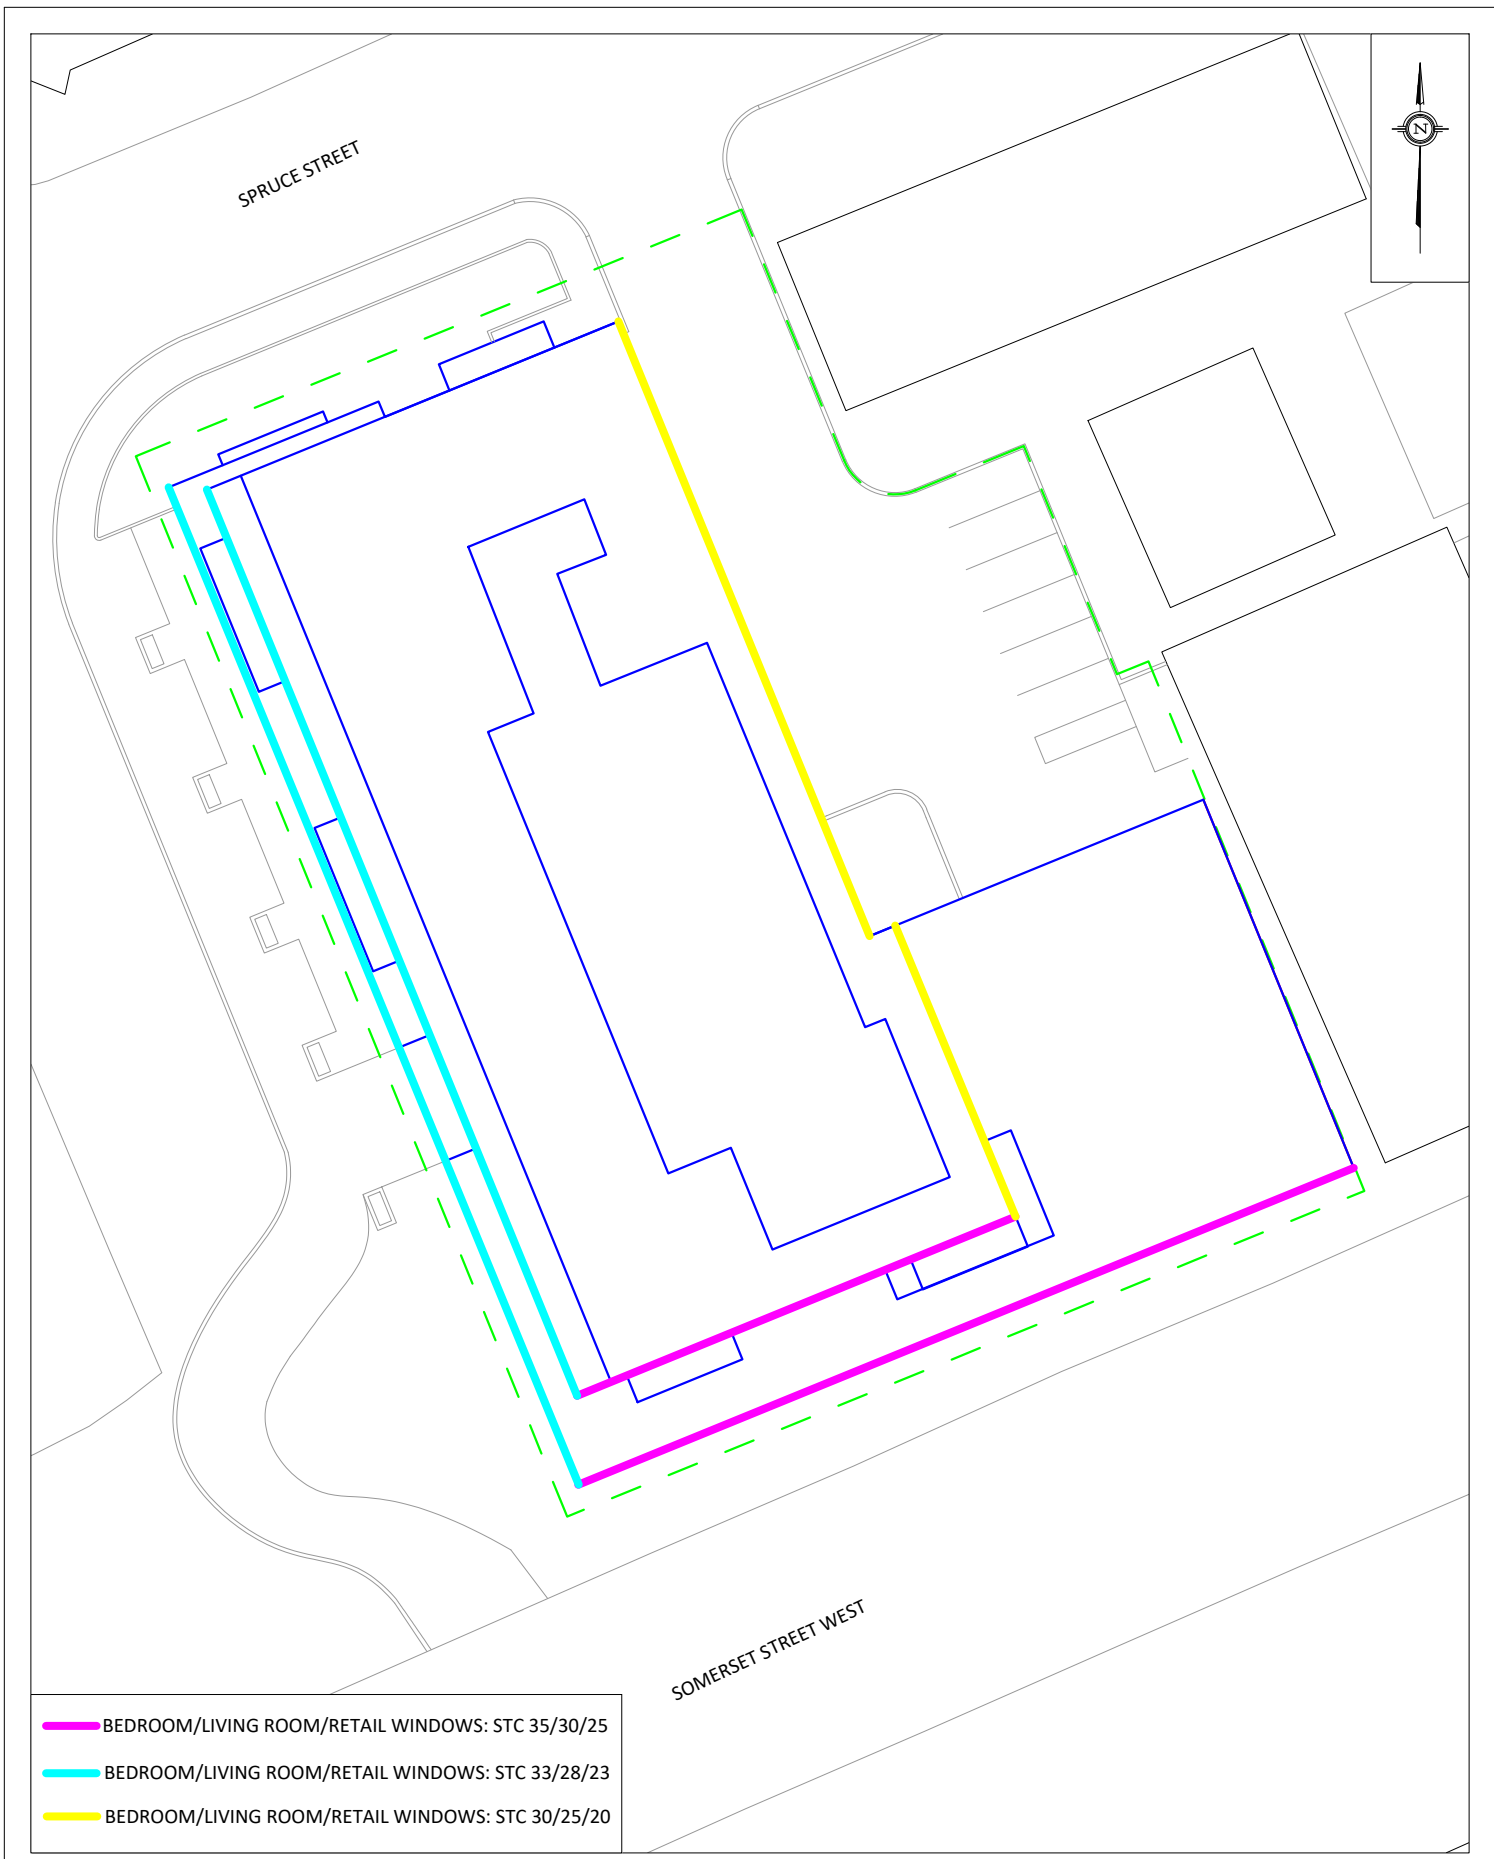 SPRUCE STREET
N
SOMERSET STREET WEST
BEDROOM/LIVING ROOM/RETAIL WINDOWS: STC 35/30/25
BEDROOM/LIVING ROOM/RETAIL WINDOWS: STC 33/28/23
BEDROOM/LIVING ROOM/RETAIL WINDOWS: STC 30/25/20